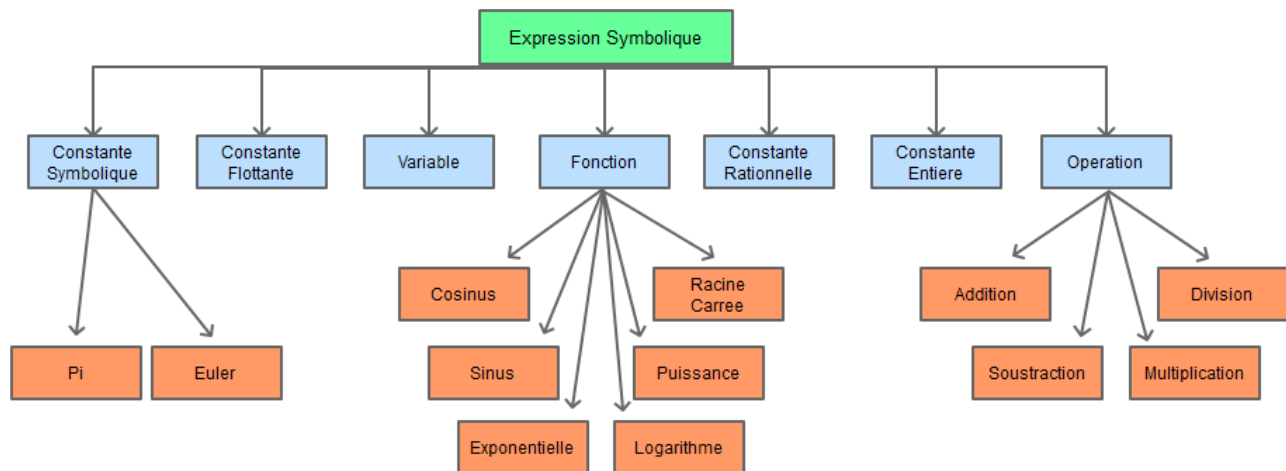 Expression Symbolique
Constante
Symbolique
Constante
Flottante
Variable
Fonction
Constante
Rationnelle
Constante
Entiere
Operation
Cosinus
Racine
Carree
Addition
Division
Pi
Euler
Sinus
Puissance
Soustraction
Multiplication
Exponentielle
Logarithme